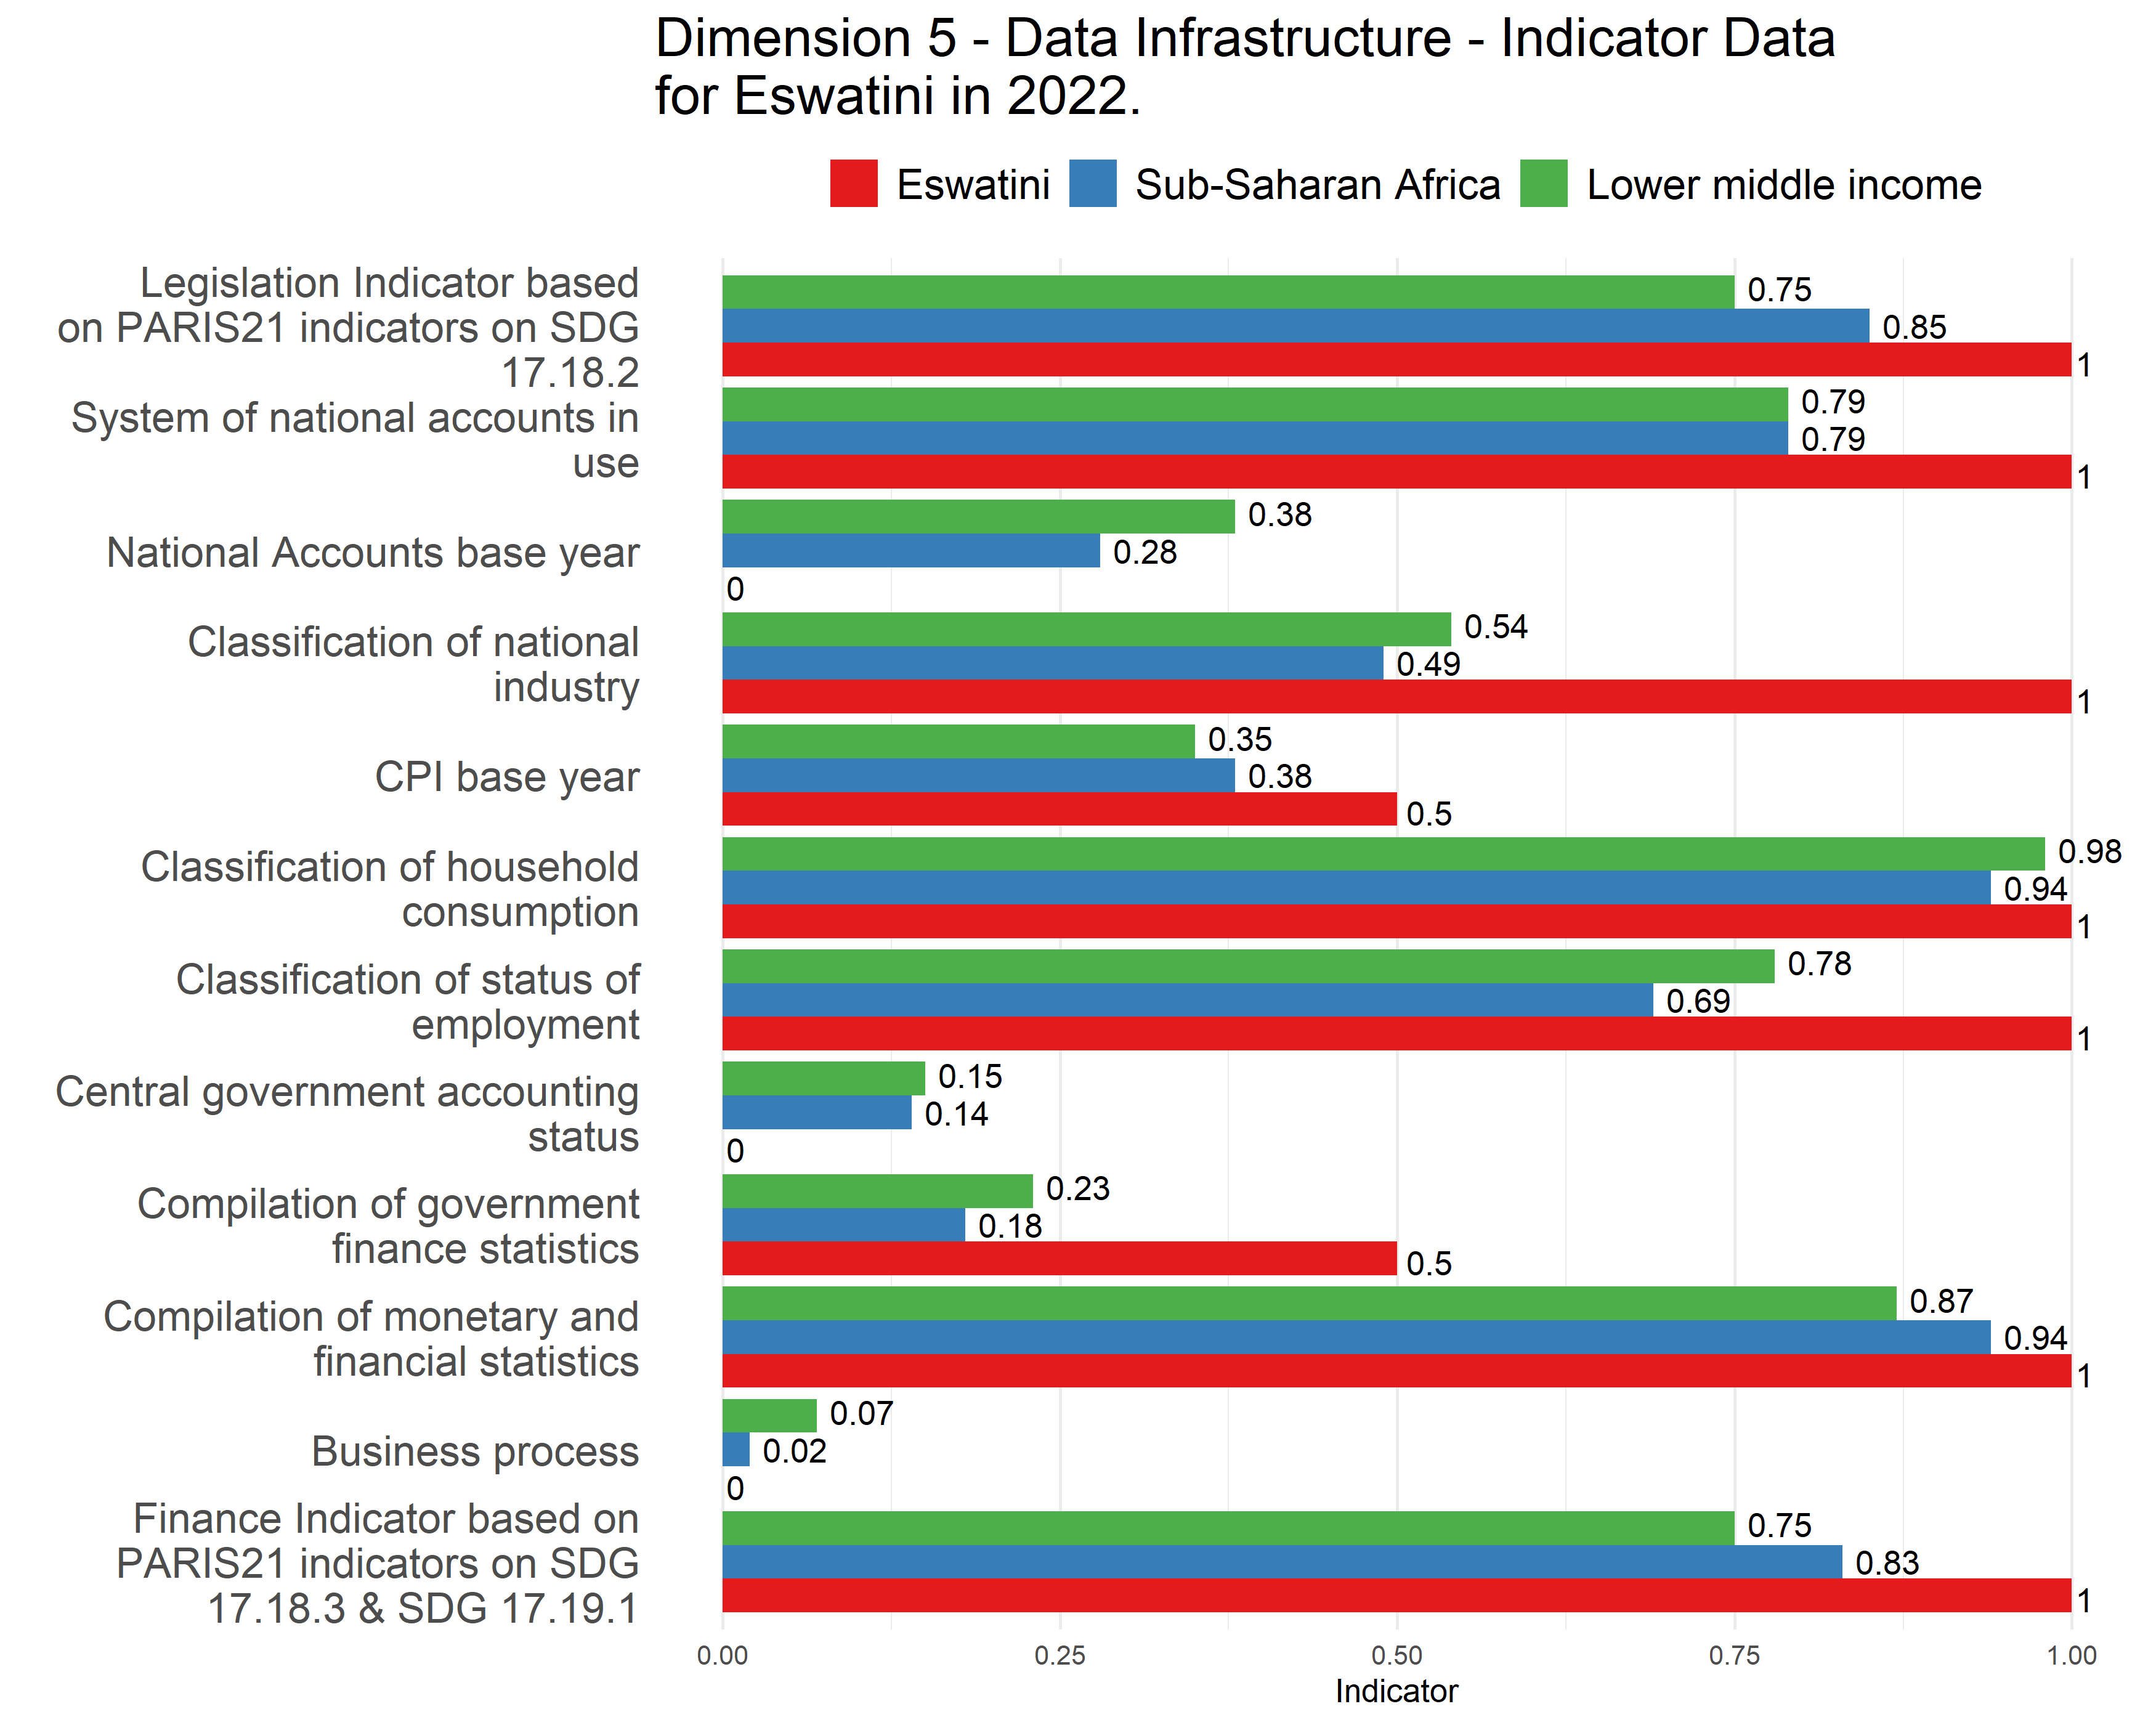 Dimension 5 - Data Infrastructure - Indicator Data
for Eswatini in 2022.
Eswatini
Sub-Saharan Africa
Lower middle income
Legislation Indicator based
on PARIS21 indicators on SDG
17.18.2
0.75
0.85
1
System of national accounts in
use
0.79
0.79
1
National Accounts base year
0.38
0.28
0
Classification of national
industry
0.54
0.49
1
CPI base year
0.35
0.38
0.5
Classification of household
consumption
0.98
0.94
1
Classification of status of
employment
0.78
0.69
1
Central government accounting
status
0.15
0.14
0
Compilation of government
finance statistics
0.23
0.18
0.5
Compilation of monetary and
financial statistics
0.87
0.94
1
Business process
0.07
0.02
0
Finance Indicator based on
PARIS21 indicators on SDG
17.18.3 & SDG 17.19.1
0.75
0.83
1
0.00
0.25
0.50
0.75
1.00
Indicator